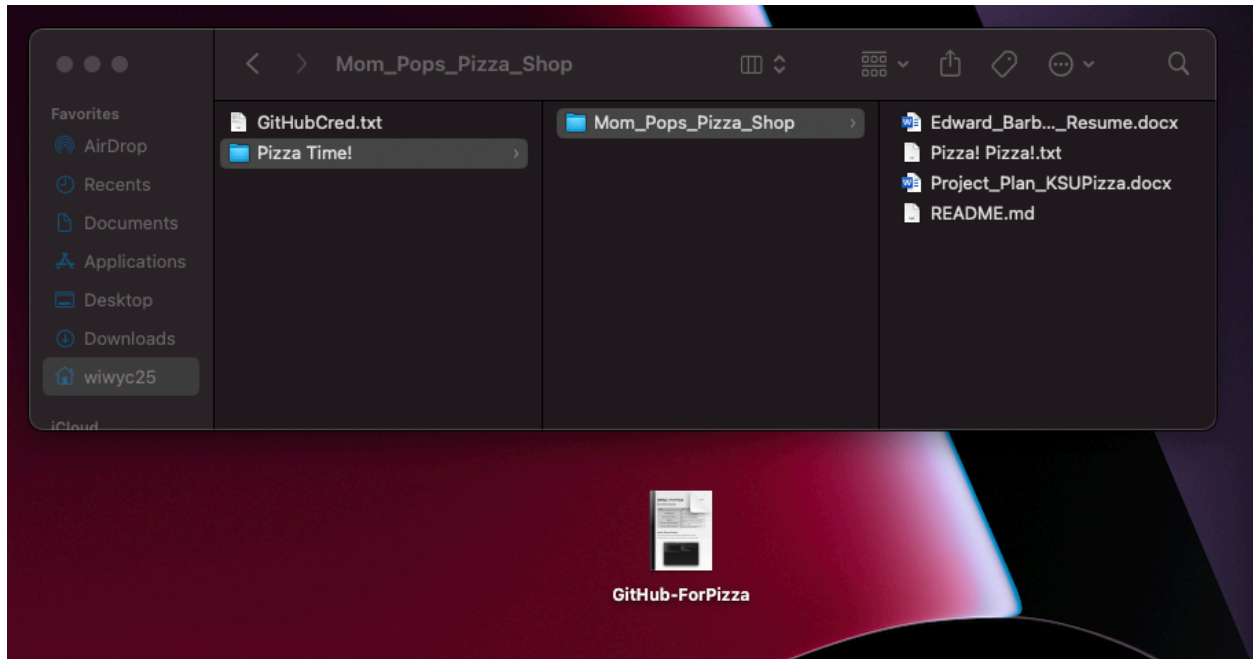 Mom_Pops_Pizza_Shop
Favorites
AirDrop
Recents
Documents
Applications
Desktop
Downloads
wiwyc25
iCloud
GitHubCred.txt
Pizza Time!
Mom_Pops_Pizza_Shop
Edward_Barb..._Resume.docx
Pizza! Pizza!.txt
Project_Plan_KSUPizza.docx
README.md
GitHub-ForPizza